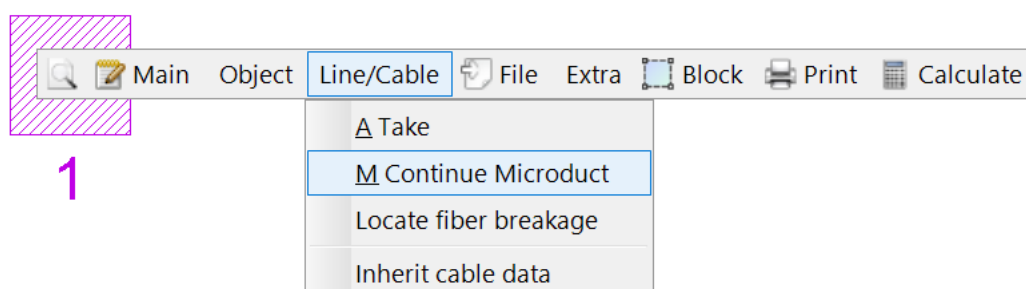 Main Object Line/Cable File Extra Block Print Calculate
A Take
1
M Continue Microduct
Locate fiber breakage
Inherit cable data